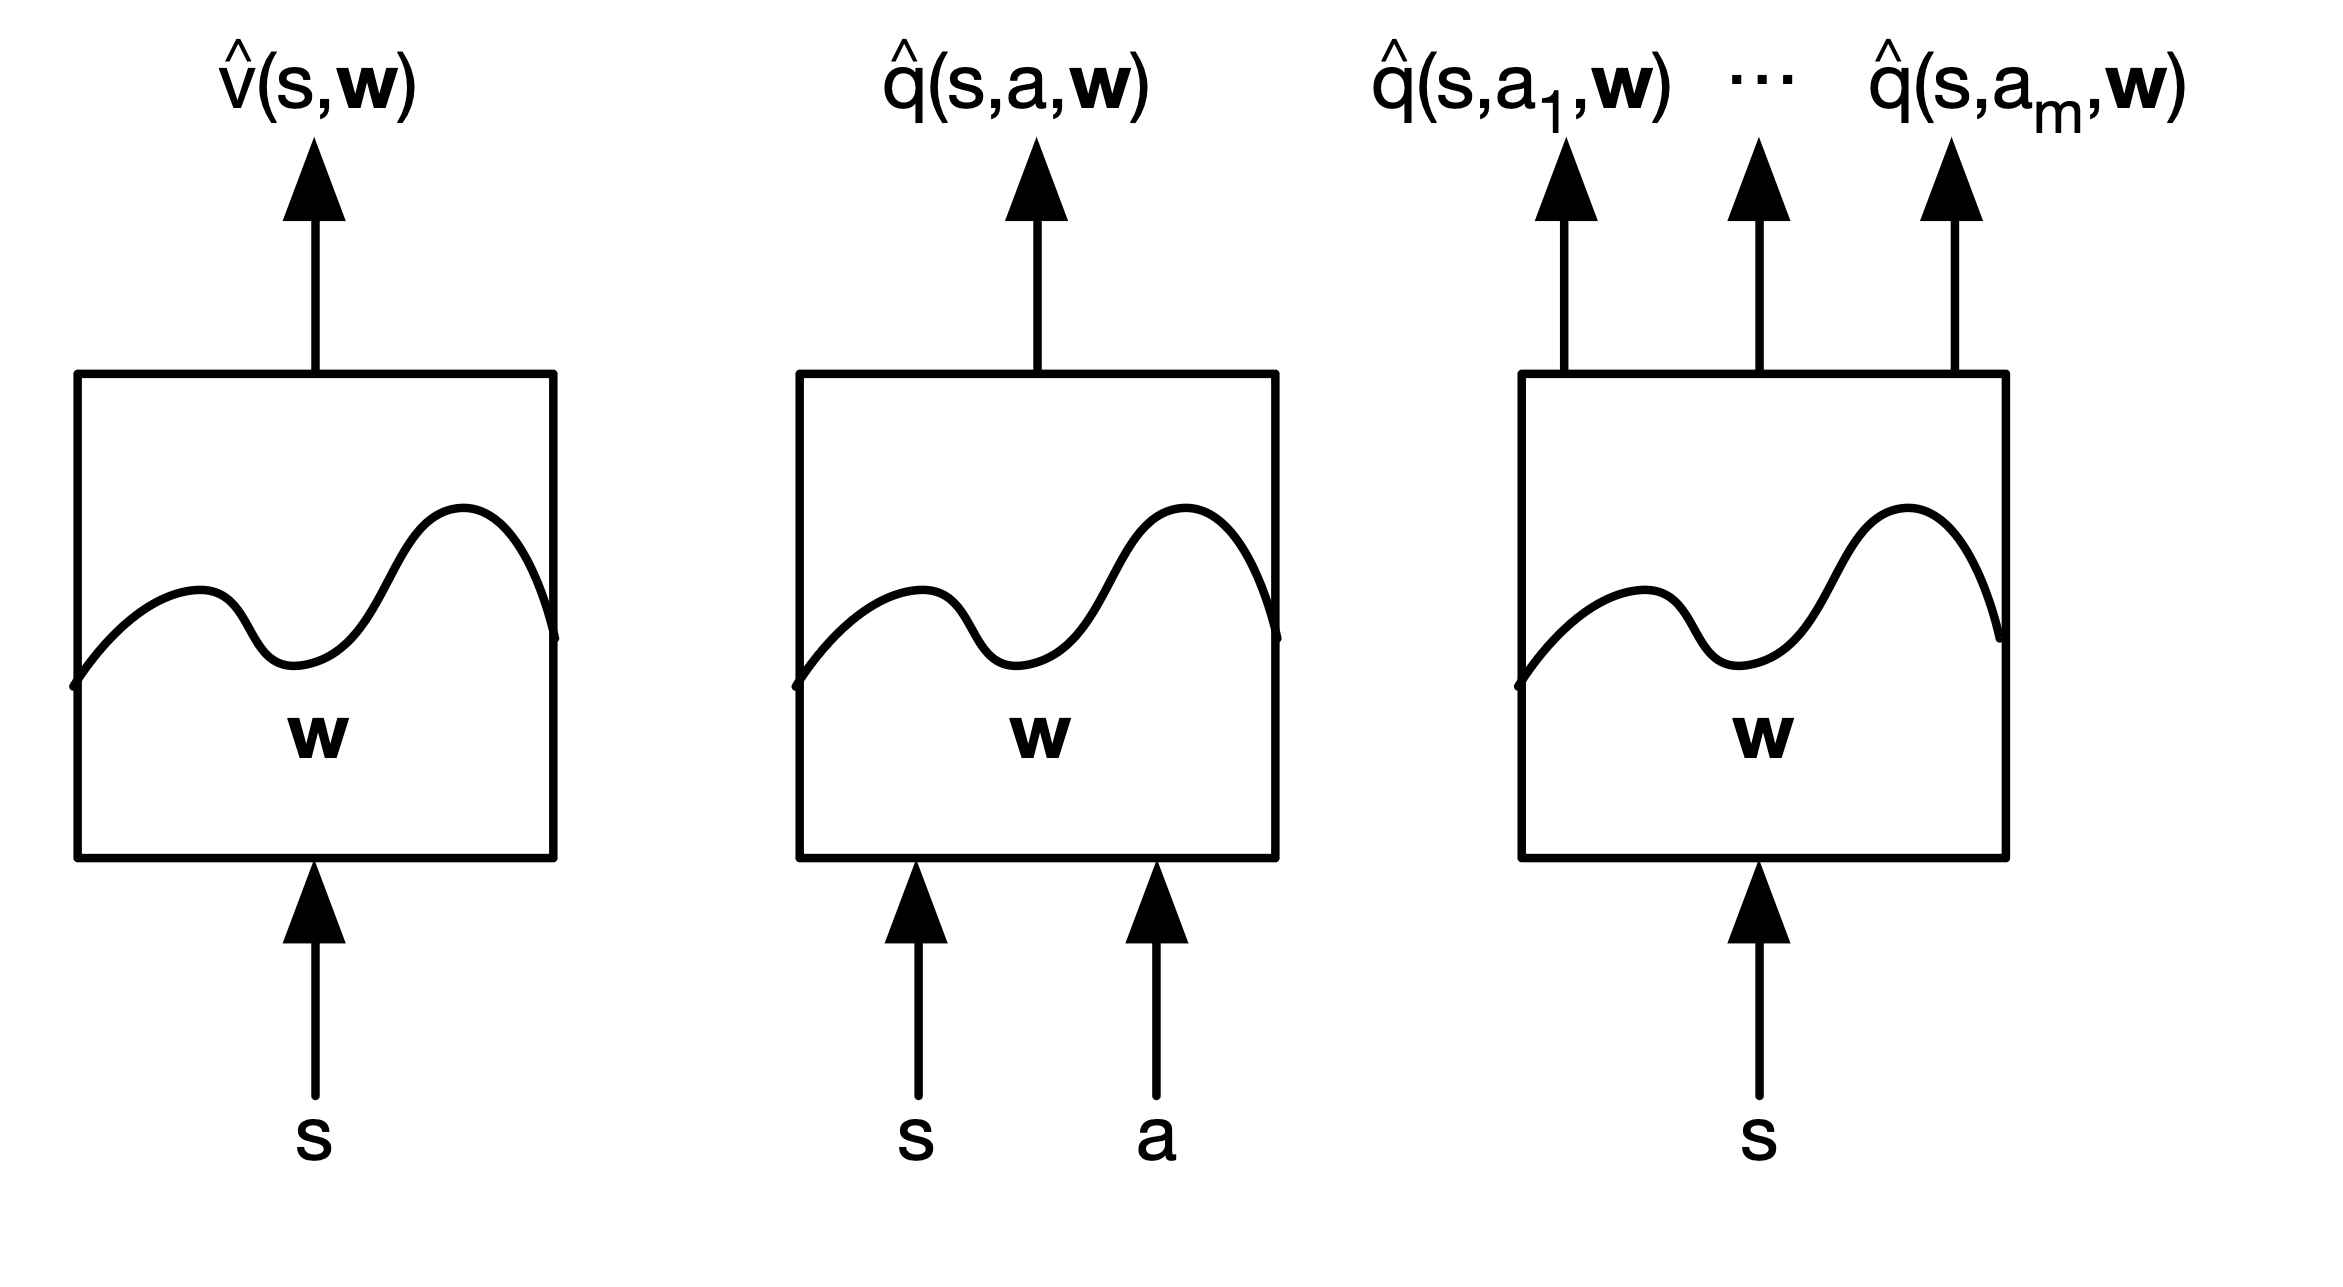 v̂(s,w) q̂(s,a,w) q̂(s,a₁,w) ··· q̂(s,aₘ,w)
w w w
s s a s